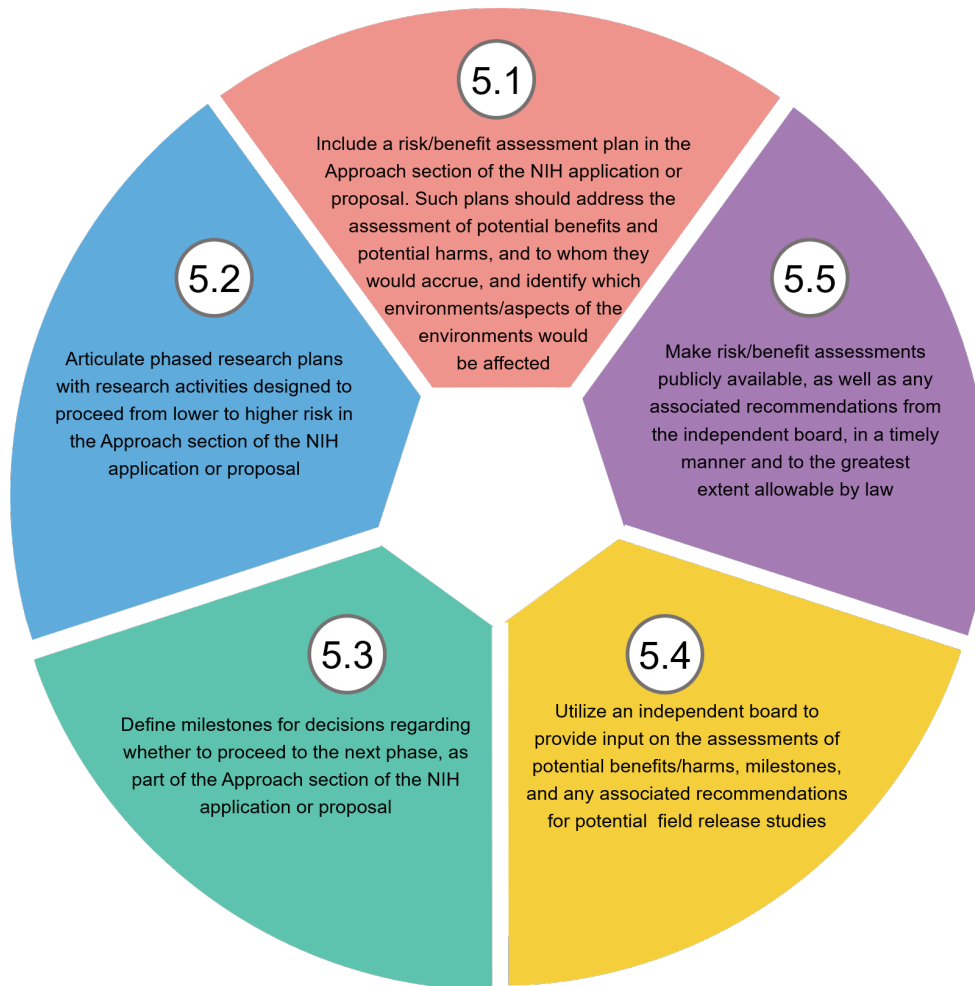 5.1
Include a risk/benefit assessment plan in the
Approach section of the NIH application or
proposal. Such plans should address the
assessment of potential benefits and
potential harms, and to whom they
would accrue, and identify which
environments/aspects of the
environments would
be affected
5.2
Articulate phased research plans
with research activities designed to
proceed from lower to higher risk in
the Approach section of the NIH
application or proposal
5.3
Define milestones for decisions regarding
whether to proceed to the next phase, as
part of the Approach section of the NIH
application or proposal
5.4
Utilize an independent board to
provide input on the assessments of
potential benefits/harms, milestones,
and any associated recommendations
for potential  field release studies
5.5
Make risk/benefit assessments
publicly available, as well as any
associated recommendations from
the independent board, in a timely
manner and to the greatest
extent allowable by law